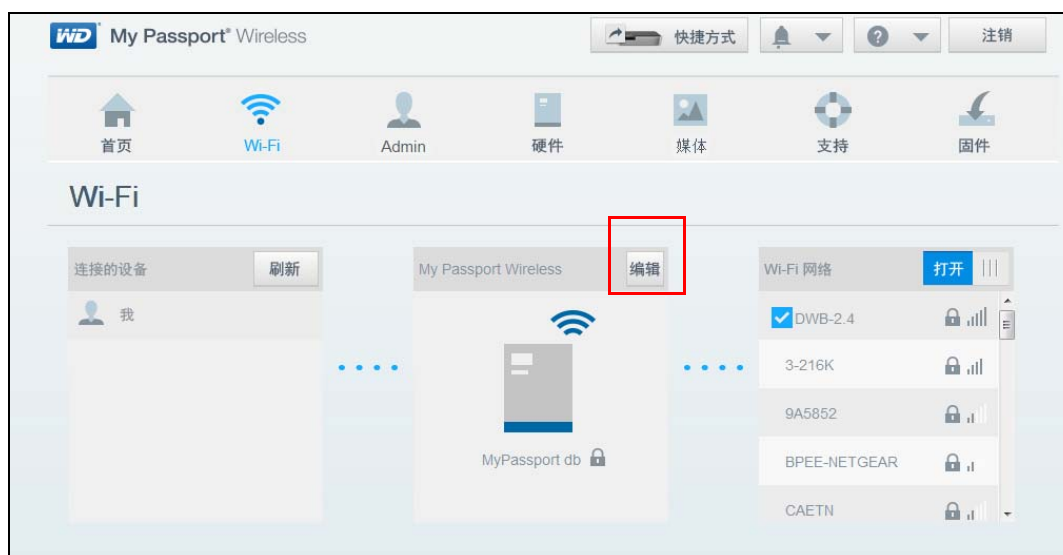 WD My Passport® Wireless 快捷方式 ? 注销
首页 Wi-Fi Admin 硬件 媒体 支持 固件
Wi-Fi
连接的设备 刷新 My Passport Wireless 编辑 Wi-Fi 网络 打开
我 DWB-2.4
3-216K
9A5852
MyPassport db BPEE-NETGEAR
CAETN